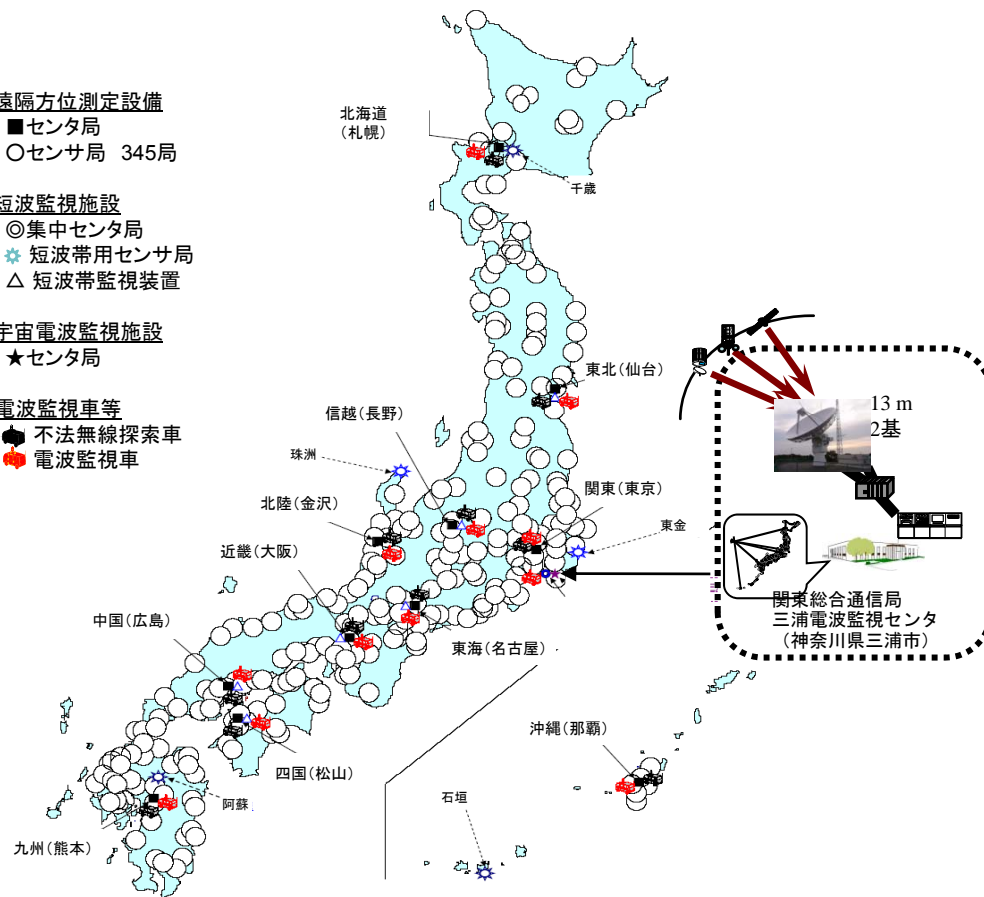 遠隔方位測定設備
■センタ局
○センサ局 345局
短波監視施設
◎集中センタ局
短波帯用センサ局
△ 短波帯監視装置
宇宙電波監視施設
★センタ局
電波監視車等
不法無線探索車
電波監視車
北海道
(札幌)
千歳
東北(仙台)
信越(長野)
珠洲
北陸(金沢)
関東(東京)
東金
近畿(大阪)
中国(広島)
東海(名古屋)
四国(松山)
阿蘇
九州(熊本)
沖縄(那覇)
石垣
13 m
2基
関東総合通信局
三浦電波監視センタ
(神奈川県三浦市)